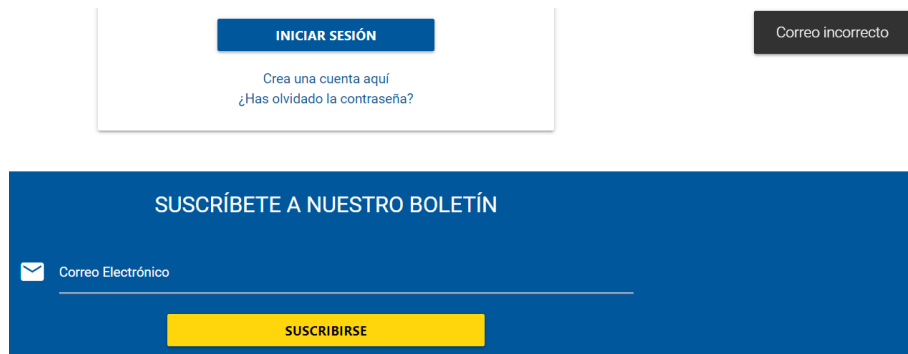 INICIAR SESIÓN
Correo incorrecto
Crea una cuenta aquí
¿Has olvidado la contraseña?
SUSCRÍBETE A NUESTRO BOLETÍN
Correo Electrónico
SUSCRIBIRSE